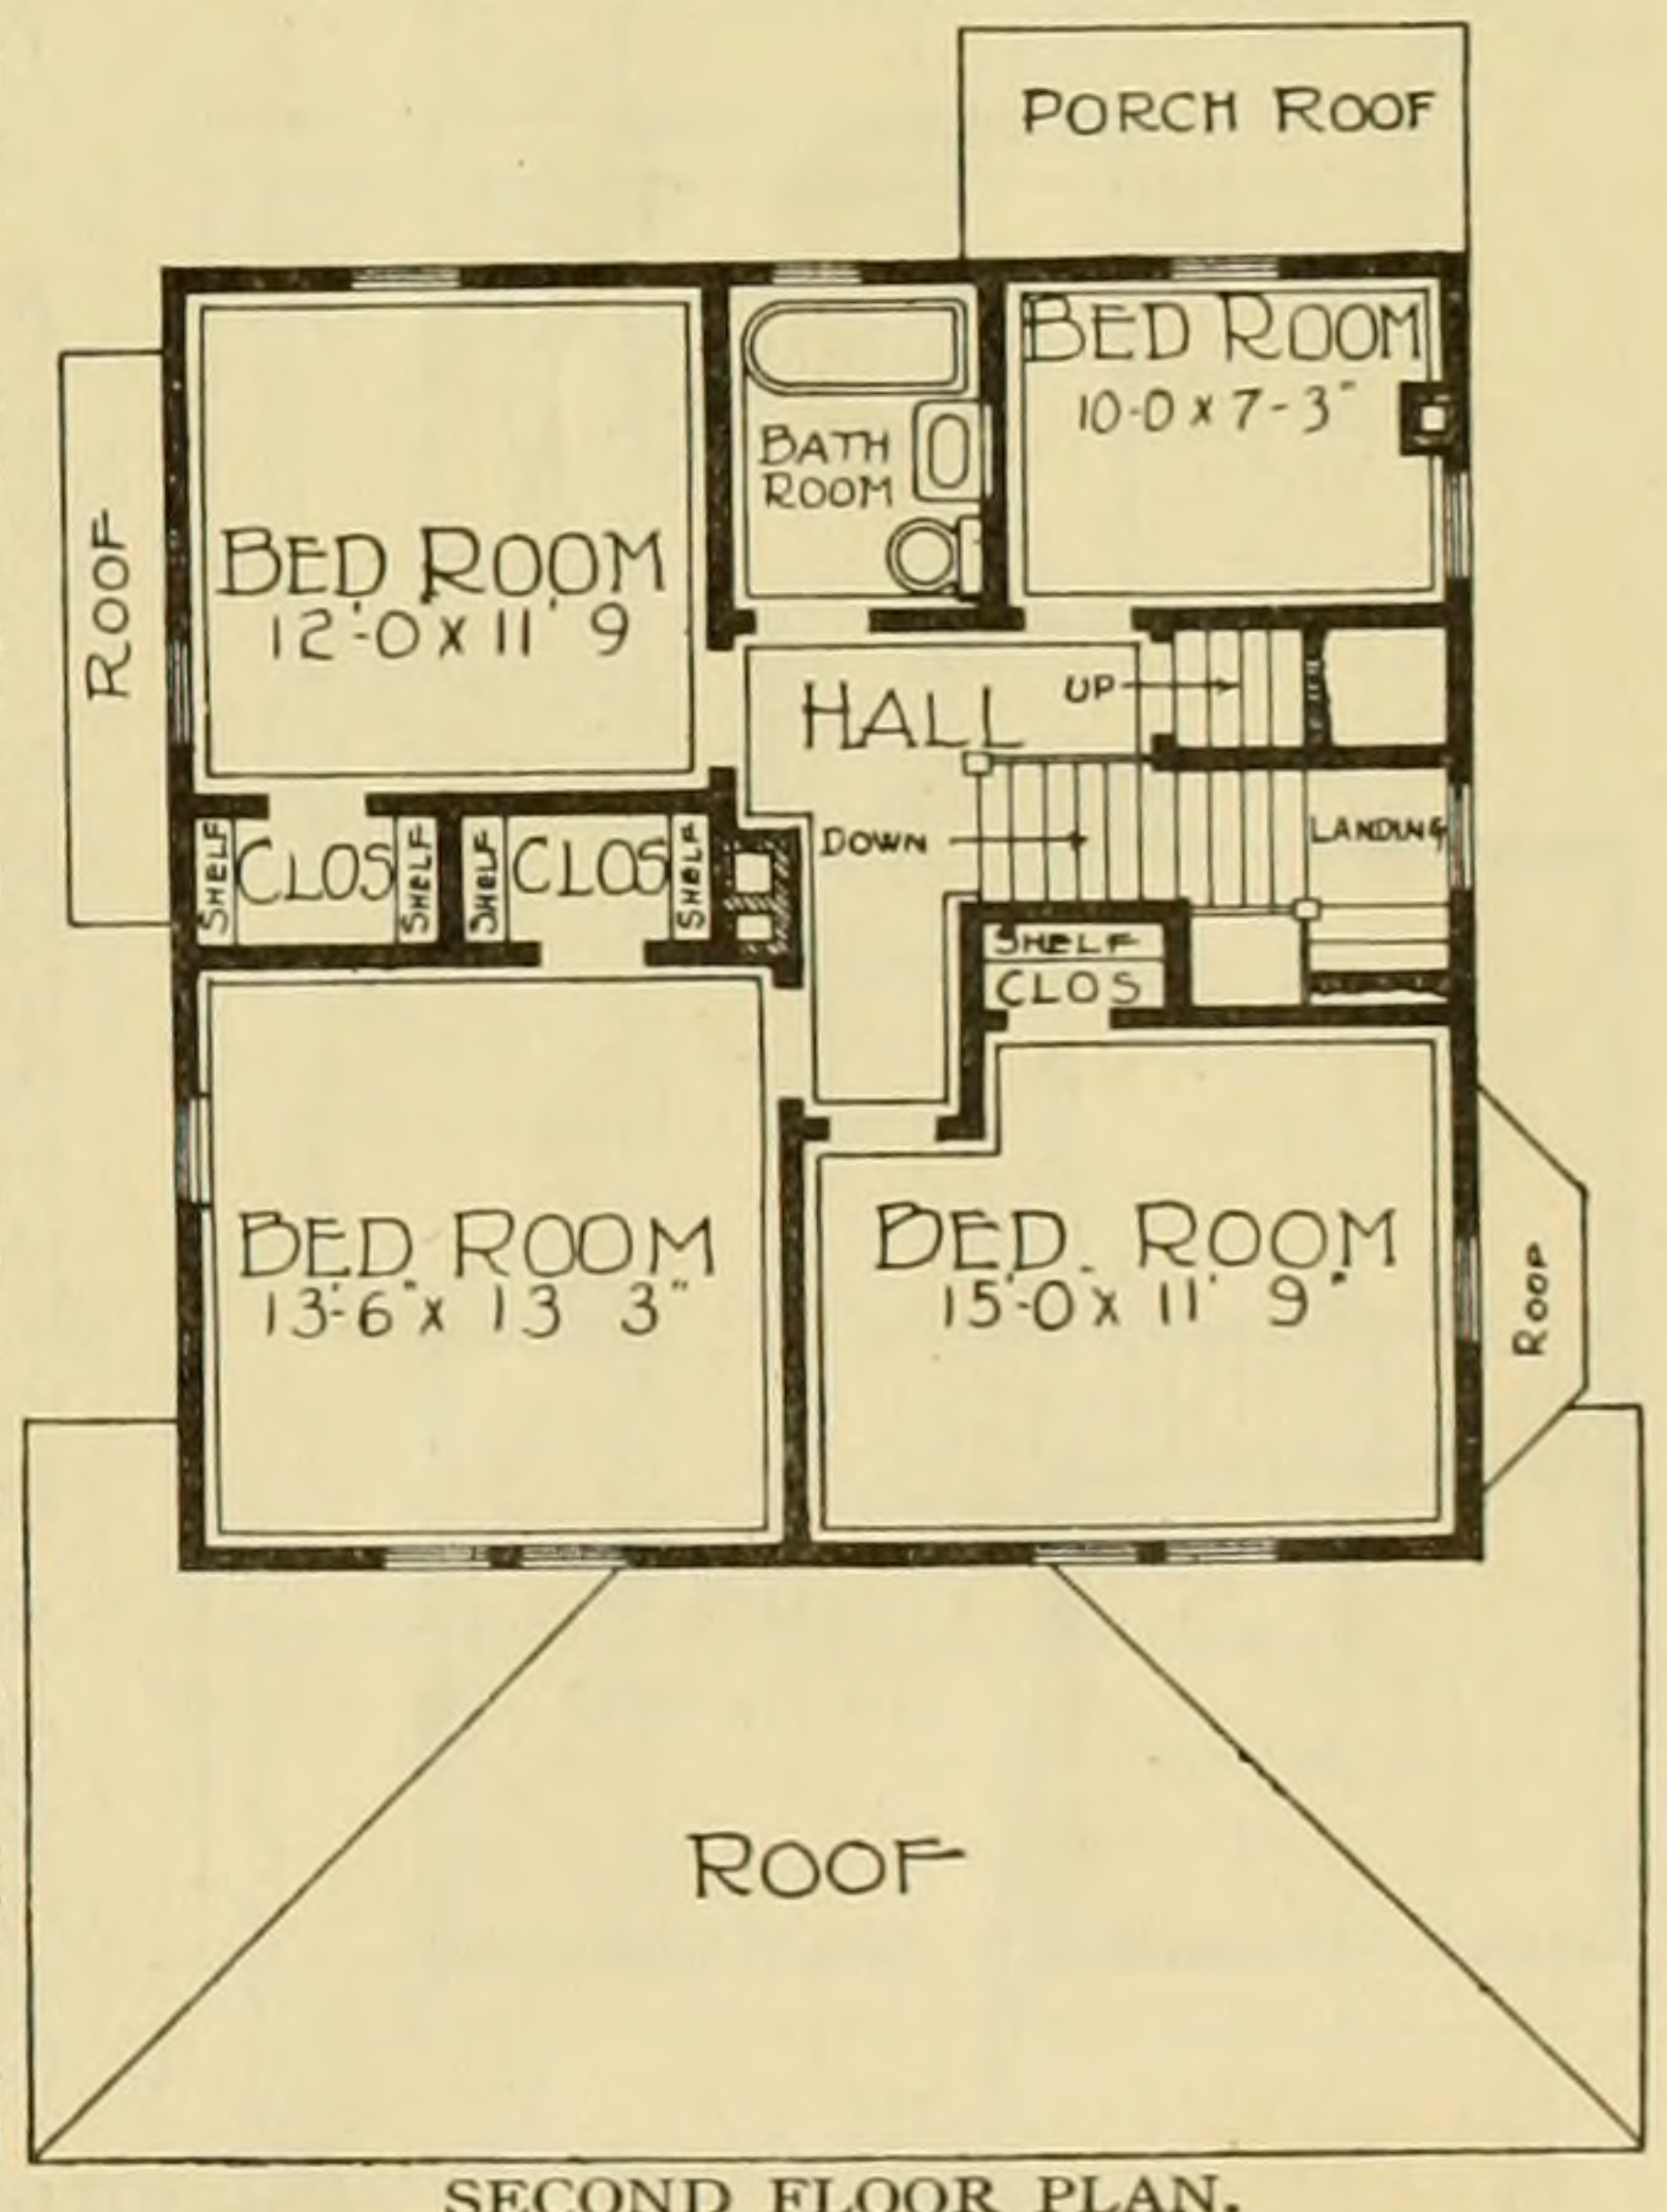 PORCH ROOF
BED ROOM
10-0 x 7-3"
BATH
ROOM
ROOF
BED ROOM
12'-0" x 11' 9
HALL
UP
DOWN
LANDING
SHELF
CLOS
SHELF
SHELF
CLOS
SHELF
SHELF
CLOS
BED ROOM
13'-6" x 13 3"
BED. ROOM
15'-0 x 11' 9"
ROOF
ROOF
SECOND FLOOR PLAN.